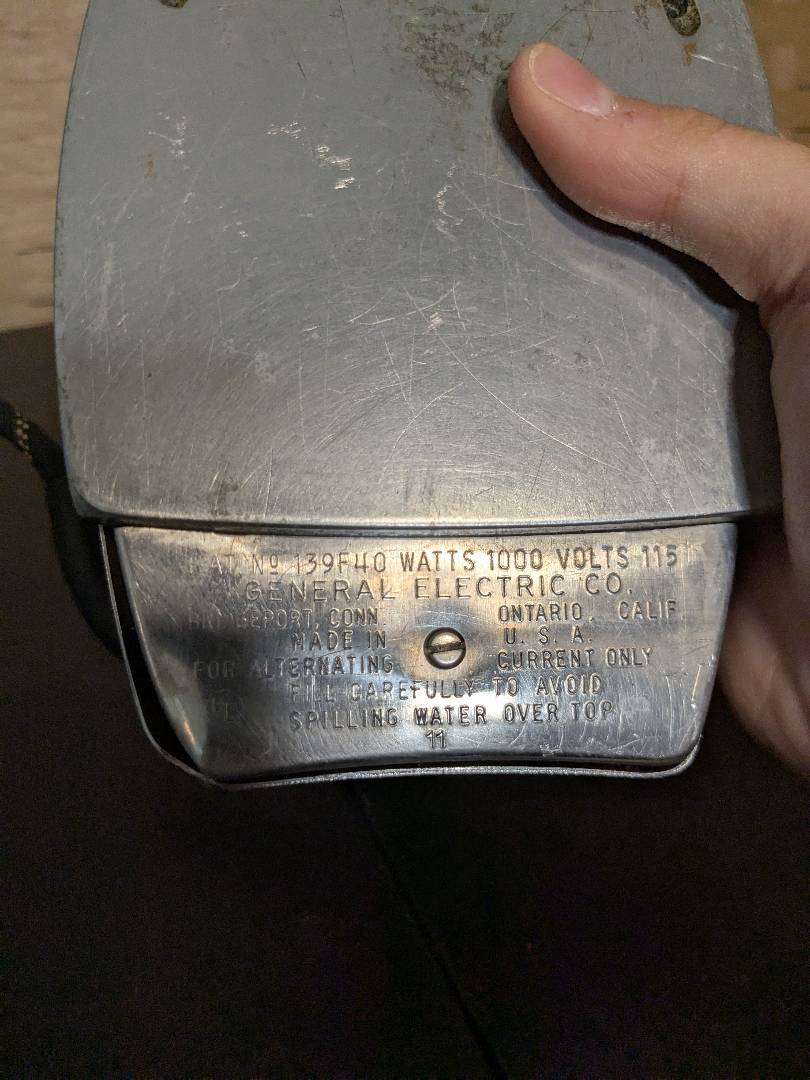 CAT. Nº 139F40 WATTS 1000 VOLTS 115
GENERAL ELECTRIC CO.
BRIDGEPORT, CONN. ONTARIO, CALIF.
MADE IN U. S. A.
FOR ALTERNATING CURRENT ONLY
FILL CAREFULLY TO AVOID
SPILLING WATER OVER TOP
11